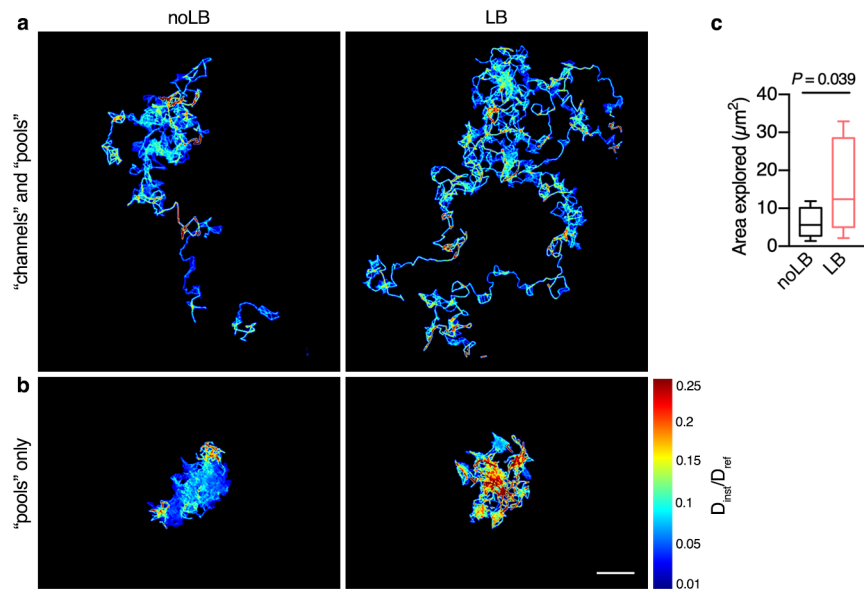 noLB
LB
a
"channels" and "pools"
b
"pools" only
0.25
0.2
0.15
0.1
0.05
0.01
D_inst/D_ref
c
P = 0.039
Area explored (µm²)
40
30
20
10
0
noLB
LB